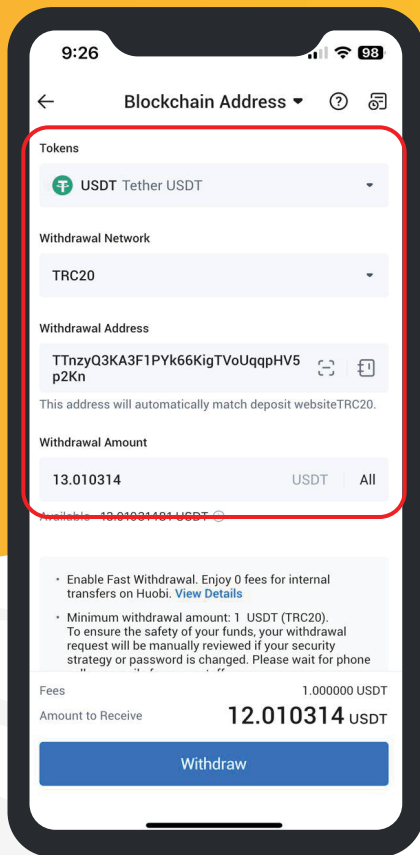 9:26
98
Blockchain Address
Tokens
USDT Tether USDT
Withdrawal Network
TRC20
Withdrawal Address
TTnzyQ3KA3F1PYk66KigTVoUqqpHV5
p2Kn
This address will automatically match deposit websiteTRC20.
Withdrawal Amount
13.010314 USDT All
Available USDT
• Enable Fast Withdrawal. Enjoy 0 fees for internal
transfers on Huobi. View Details
• Minimum withdrawal amount: 1 USDT (TRC20).
To ensure the safety of your funds, your withdrawal
request will be manually reviewed if your security
strategy or password is changed. Please wait for phone
Fees 1.000000 USDT
Amount to Receive 12.010314 USDT
Withdraw